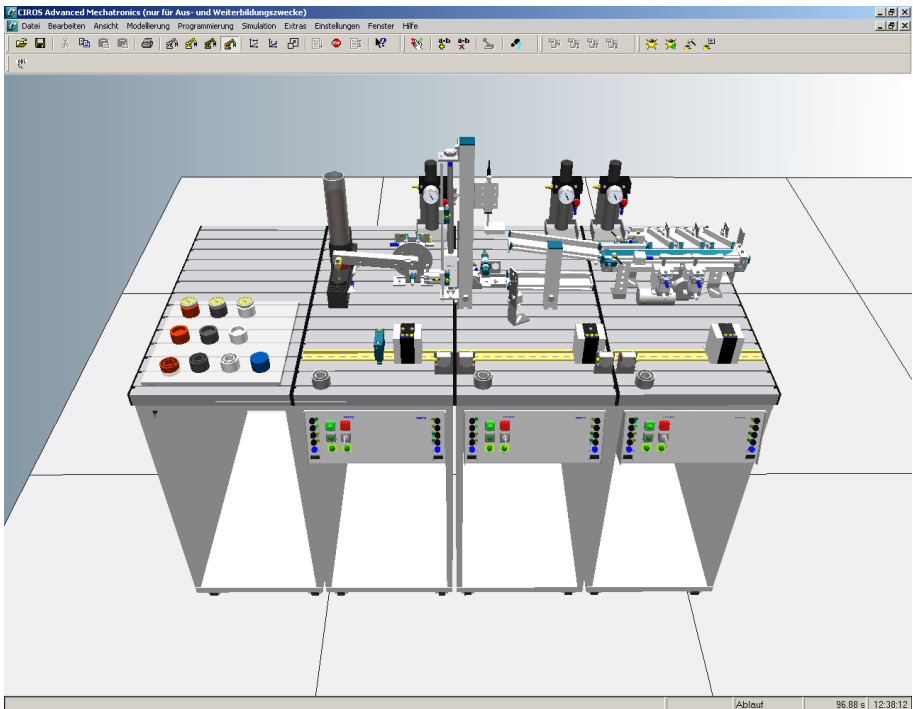 CIROS Advanced Mechatronics (nur für Aus- und Weiterbildungszwecke)
Datei Bearbeiten Ansicht Modellierung Programmierung Simulation Extras Einstellungen Fenster Hilfe
Ablauf 96.88 s 12:38:12